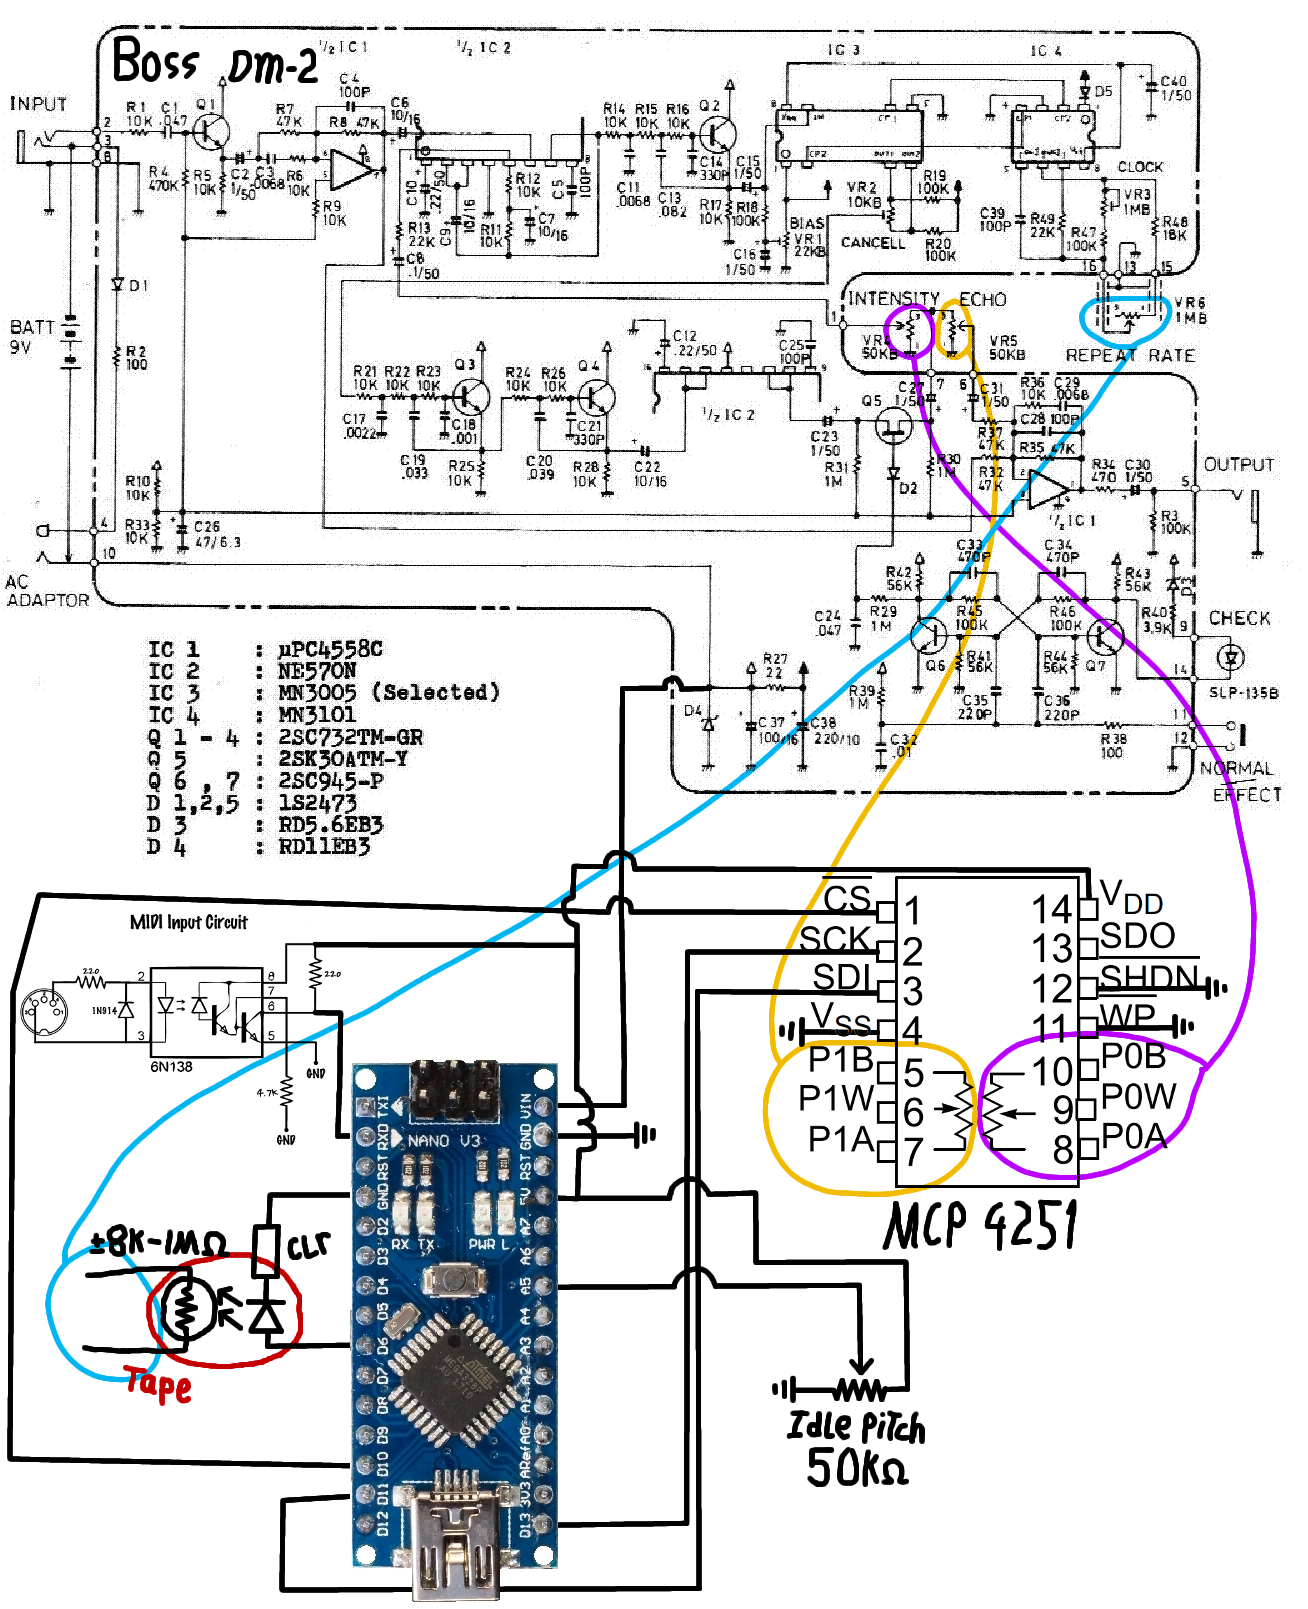 Boss DM-2
1/2 IC 1
1/2 IC 2
IC 3
IC 4
INPUT
R1 10K
C1 .047
Q1
R7 47K
C4 100P
R8 47K
C6 10/16
R14 10K
R15 10K
R16 10K
Q2
C40 1/50
D5
CP1
CP2
R4 470K
R5 10K
C2 1/50
C3 .0068
R6 10K
R9 10K
C10 .22/50
R13 22K
C9 10/16
R12 10K
R11 10K
C5 100P
C7 10/16
C8 1/50
C11 .0068
C13 .082
C14 330P
C15 1/50
R17 10K
R18 100K
C16 1/50
BIAS
VR1 22KB
VR2 10KB
CANCELL
R19 100K
R20 100K
C39 100P
R49 22K
R47 100K
CLOCK
VR3 1MB
R48 18K
16 13 15
VR6 1MB
REPEAT RATE
D1
BATT 9V
R2 100
INTENSITY
ECHO
VR4 50KB
VR5 50KB
R21 10K
R22 10K
R23 10K
Q3
R24 10K
R26 10K
Q4
C12 .22/50
C25 100P
1/2 IC 2
C17 .0022
C18 .001
C19 .033
R25 10K
C20 .039
C21 330P
R28 10K
C22 10/16
C23 1/50
Q5
C27 1/50
C31 1/50
R36 10K
C29 .0068
C28 100P
R37 47K
R35 47K
R32 47K
R30 1M
R31 1M
D2
R34 470
C30 1/50
OUTPUT
R3 100K
1/2 IC 1
R10 10K
R33 10K
C26 47/6.3
AC
ADAPTOR
C33 470P
C34 470P
R42 56K
R43 56K
D3
R29 1M
R45 100K
R46 100K
R40 3.9K
CHECK
C24 .047
Q6
R41 56K
R44 56K
Q7
SLP-135B
R27 22
R39 1M
C35 220P
C36 220P
D4
C37 100/16
C38 220/10
C32 .01
R38 100
NORMAL
EFFECT
IC 1 : µPC4558C
IC 2 : NE570N
IC 3 : MN3005 (Selected)
IC 4 : MN3101
Q 1 - 4 : 2SC732TM-GR
Q 5 : 2SK30ATM-Y
Q 6 , 7 : 2SC945-P
D 1,2,5 : 1S2473
D 3 : RD5.6EB3
D 4 : RD11EB3
MIDI Input Circuit
220
1N914
2
3
8
7
6
5
220
6N138
4.7K
GND
GND
CS 1 14 VDD
SCK 2 13 SDO
SDI 3 12 SHDN
VSS 4 11 WP
P1B 5 10 P0B
P1W 6 9 P0W
P1A 7 8 P0A
MCP 4251
NANO V3
TX1
RX0
RST
GND
D2
D3
D4
D5
D6
D7
D8
D9
D10
D11
D12
VIN
GND
RST
5V
A7
A6
A5
A4
A3
A2
A1
A0
ARef
3V3
D13
RX TX PWR L
±8K-1MΩ
CLR
Tape
Idle Pitch
50KΩ